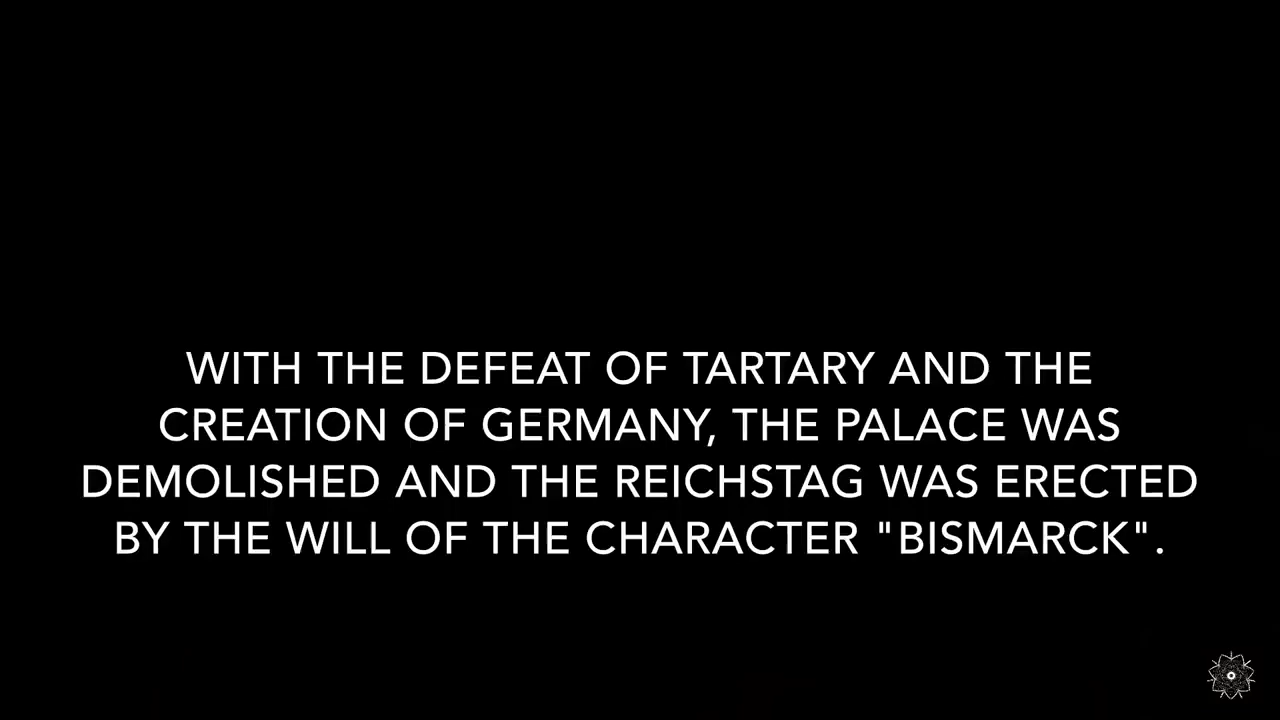 WITH THE DEFEAT OF TARTARY AND THE
CREATION OF GERMANY, THE PALACE WAS
DEMOLISHED AND THE REICHSTAG WAS ERECTED
BY THE WILL OF THE CHARACTER "BISMARCK".